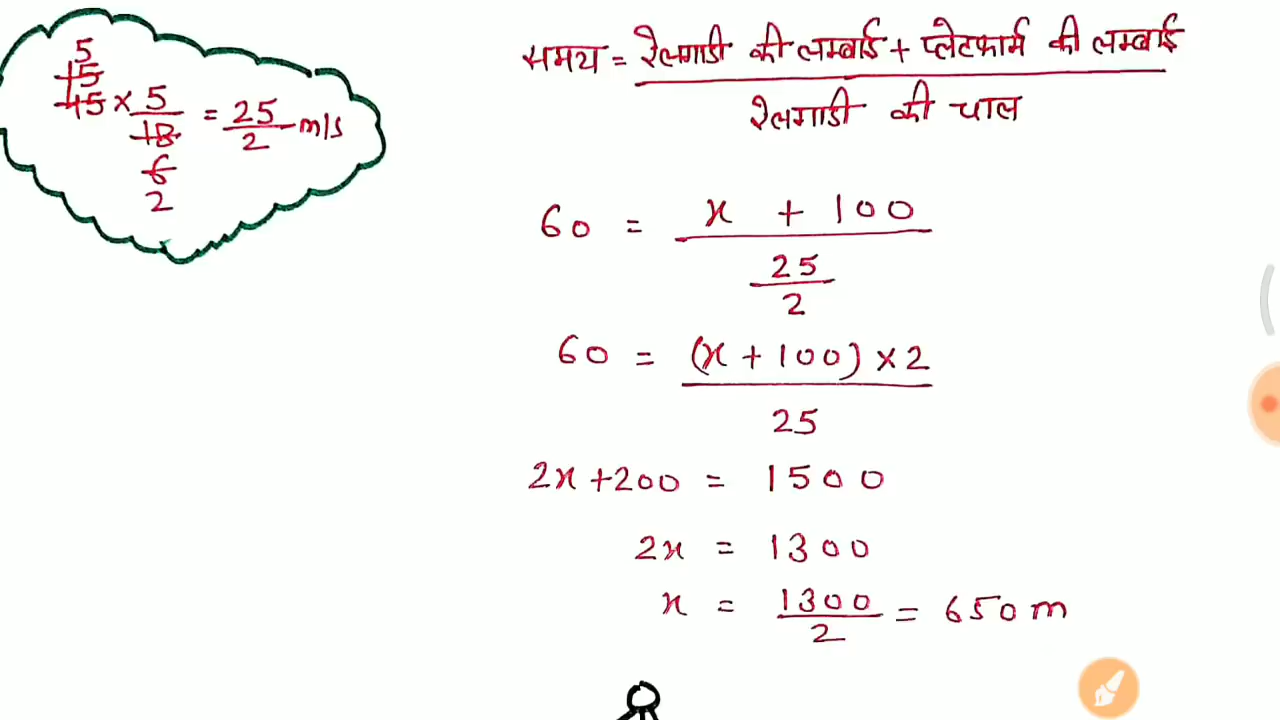 5
15
45 × 5/18 = 25/2 m/s
6
2
समय = रेलगाडी की लम्बाई + प्लेटफार्म की लम्बाई
रेलगाडी की चाल
60 = x + 100
25
2
60 = (x + 100) × 2
25
2x + 200 = 1500
2x = 1300
x = 1300/2 = 650 m